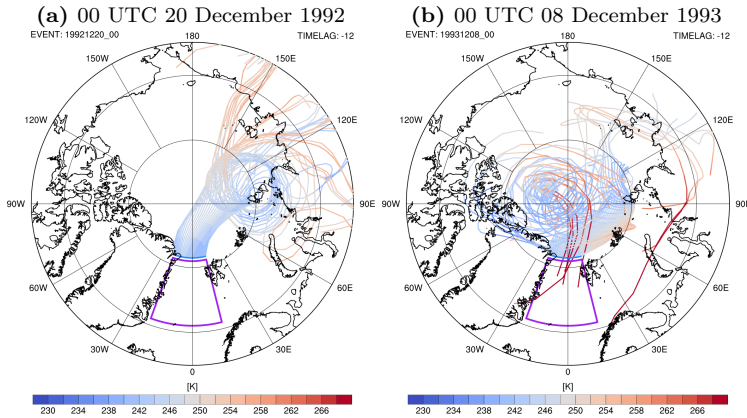 (a) 00 UTC 20 December 1992
EVENT: 19921220_00
TIMELAG: -12
180
150W
150E
120W
120E
90W
90E
60W
60E
30W
30E
0
[K]
230 234 238 242 246 250 254 258 262 266
(b) 00 UTC 08 December 1993
EVENT: 19931208_00
TIMELAG: -12
180
150W
150E
120W
120E
90W
90E
60W
60E
30W
30E
0
[K]
230 234 238 242 246 250 254 258 262 266